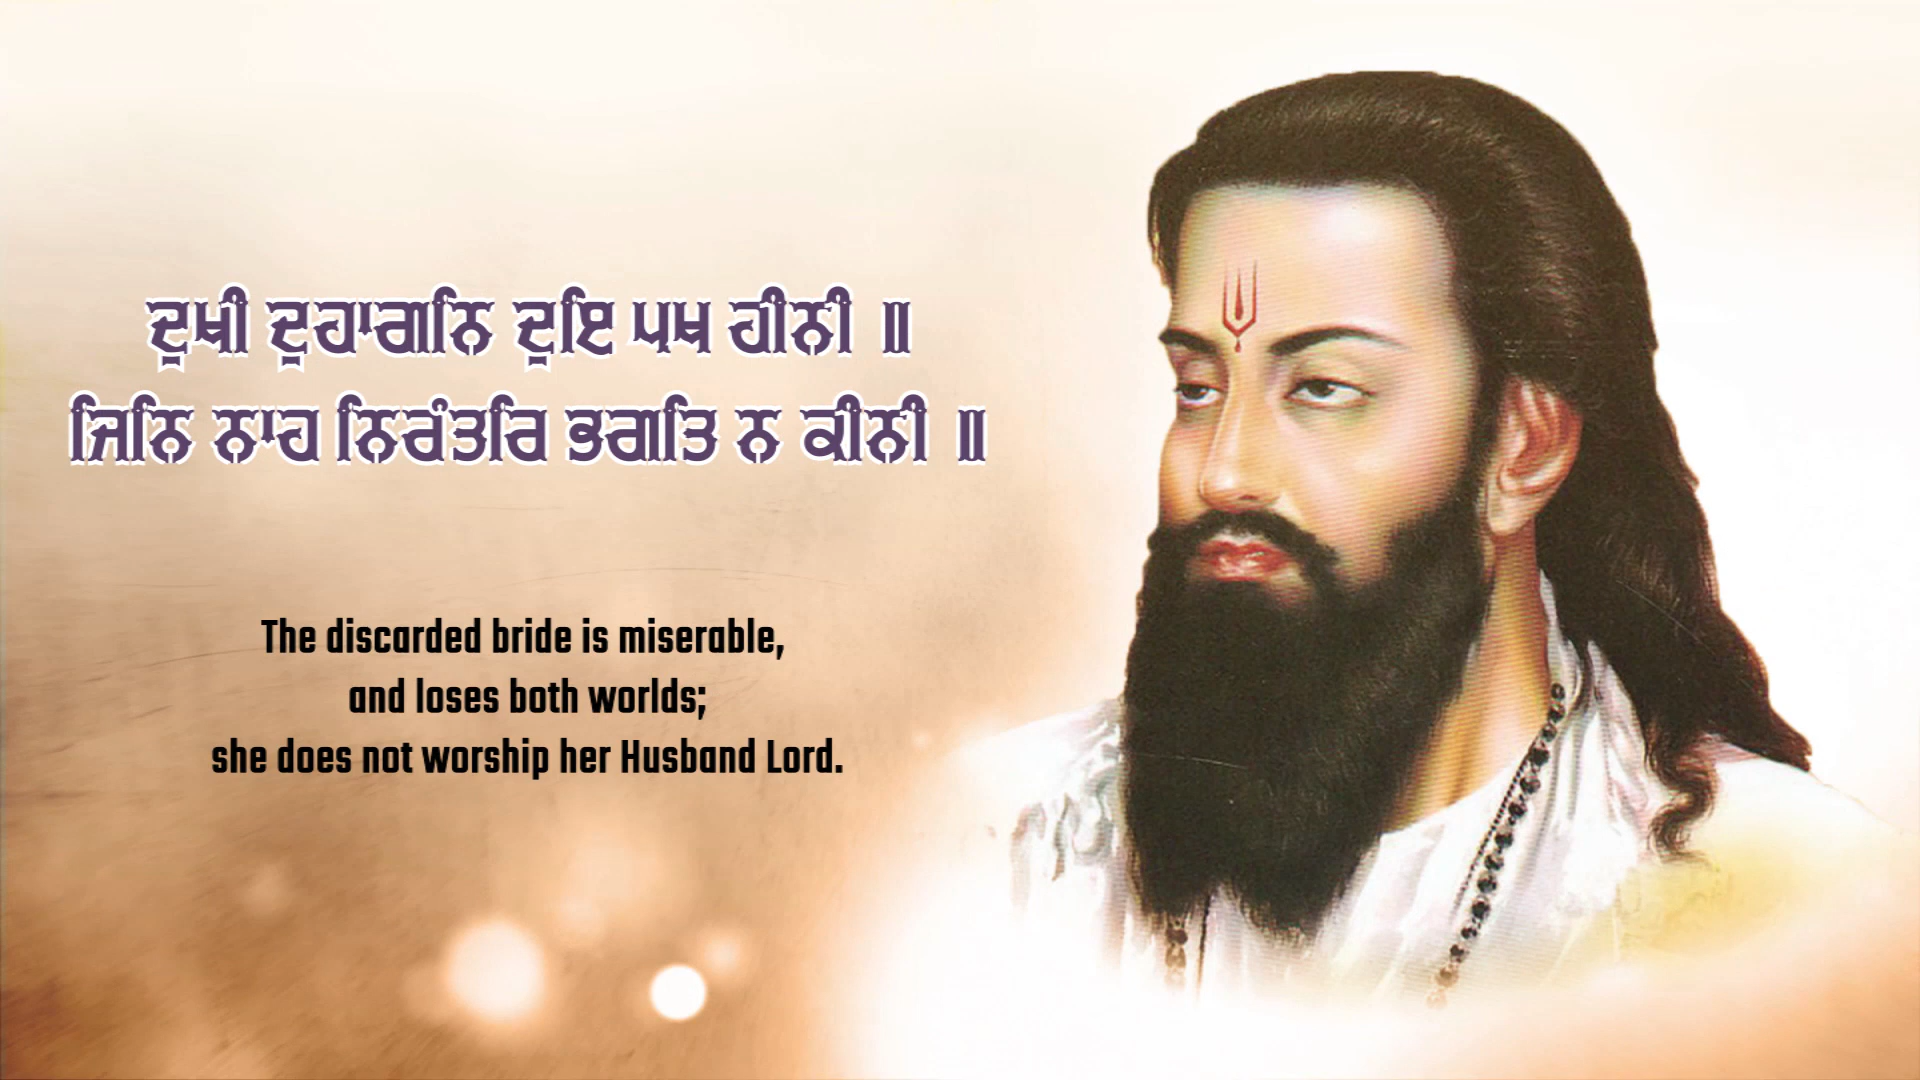 ਦੁਖੀ ਦੁਹਾਗਨਿ ਦੁਇ ਪਖ ਹੀਨੀ ॥
ਜਿਨਿ ਨਾਹ ਨਿਰੰਤਰਿ ਭਗਤਿ ਨ ਕੀਨੀ ॥
The discarded bride is miserable,
and loses both worlds;
she does not worship her Husband Lord.